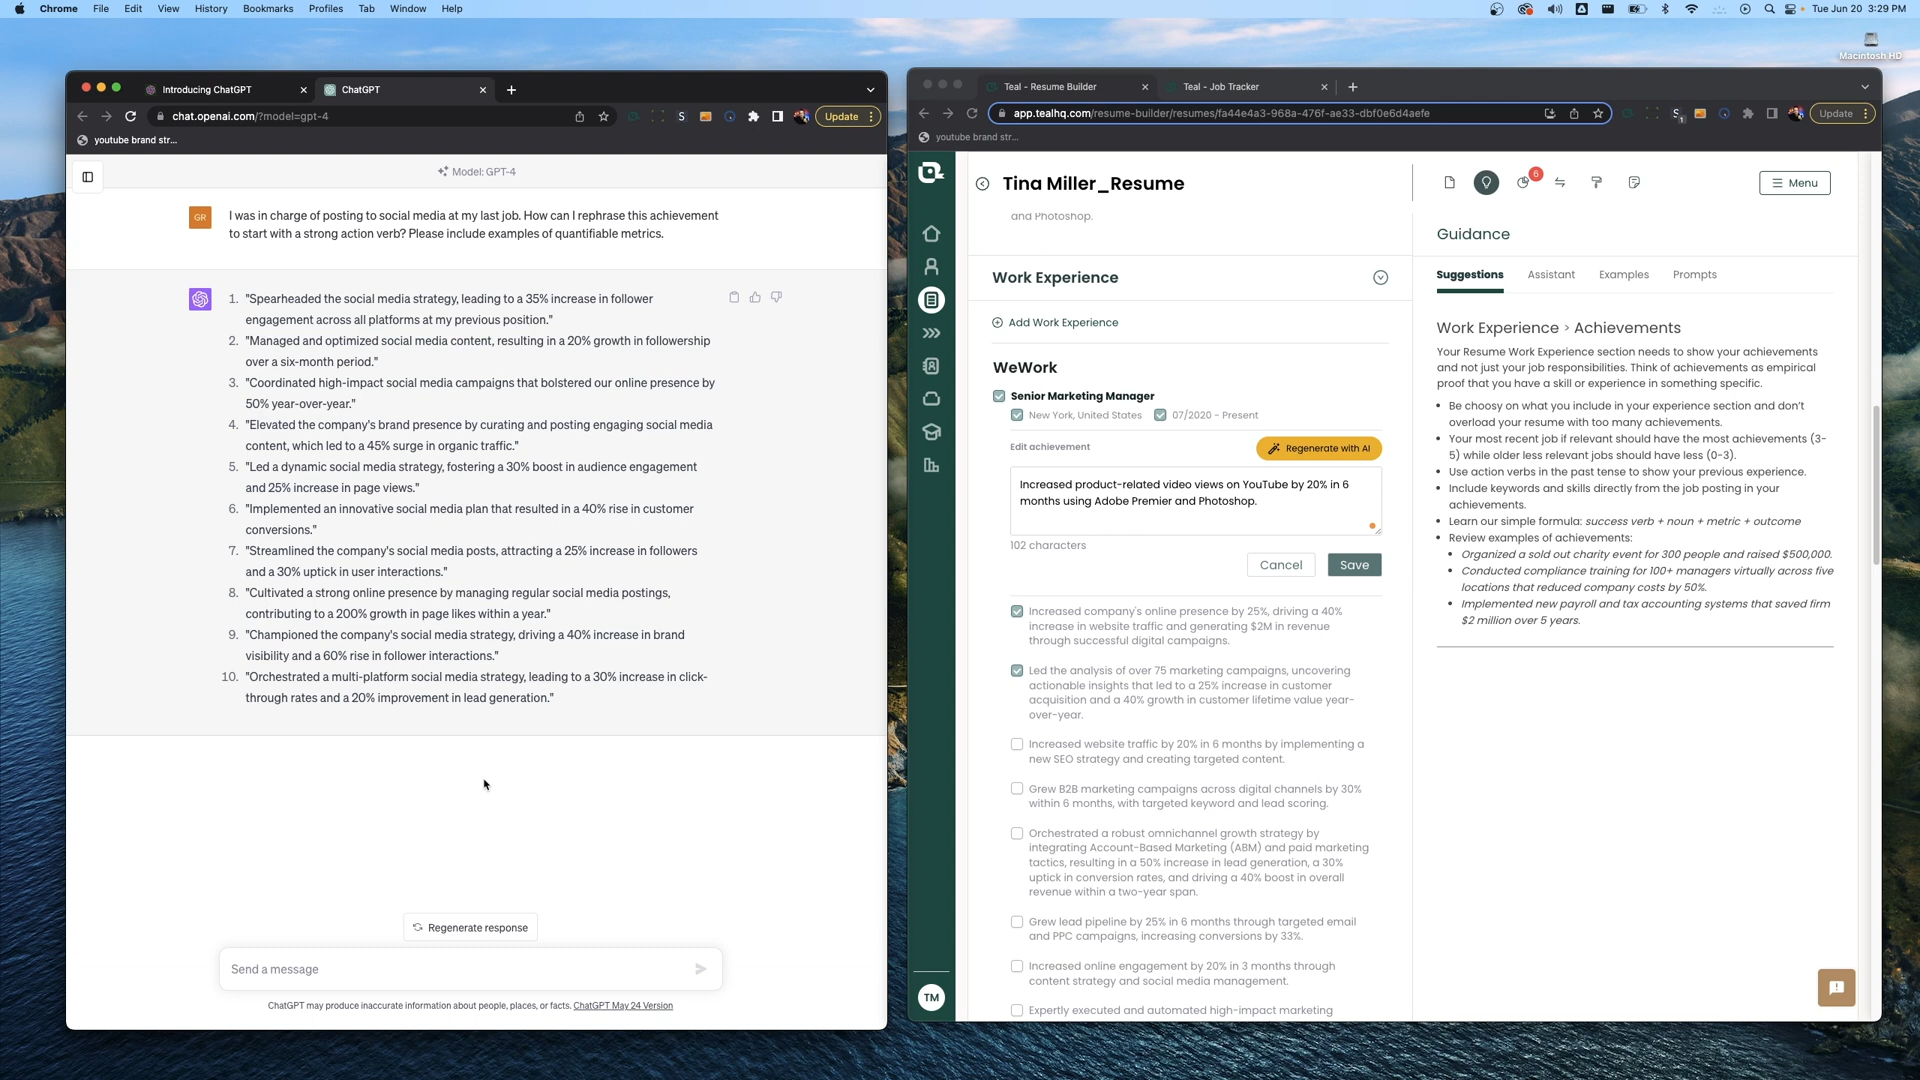 Chrome File Edit View History Bookmarks Profiles Tab Window Help
Tue Jun 20 3:29 PM
Macintosh HD
Introducing ChatGPT
ChatGPT
chat.openai.com/?model=gpt-4
Update
youtube brand str...
Model: GPT-4
GR
I was in charge of posting to social media at my last job. How can I rephrase this achievement
to start with a strong action verb? Please include examples of quantifiable metrics.
1. "Spearheaded the social media strategy, leading to a 35% increase in follower
engagement across all platforms at my previous position."
2. "Managed and optimized social media content, resulting in a 20% growth in followership
over a six-month period."
3. "Coordinated high-impact social media campaigns that bolstered our online presence by
50% year-over-year."
4. "Elevated the company's brand presence by curating and posting engaging social media
content, which led to a 45% surge in organic traffic."
5. "Led a dynamic social media strategy, fostering a 30% boost in audience engagement
and 25% increase in page views."
6. "Implemented an innovative social media plan that resulted in a 40% rise in customer
conversions."
7. "Streamlined the company's social media posts, attracting a 25% increase in followers
and a 30% uptick in user interactions."
8. "Cultivated a strong online presence by managing regular social media postings,
contributing to a 200% growth in page likes within a year."
9. "Championed the company's social media strategy, driving a 40% increase in brand
visibility and a 60% rise in follower interactions."
10. "Orchestrated a multi-platform social media strategy, leading to a 30% increase in click-
through rates and a 20% improvement in lead generation."
Regenerate response
Send a message
ChatGPT may produce inaccurate information about people, places, or facts. ChatGPT May 24 Version
Teal - Resume Builder
Teal - Job Tracker
app.tealhq.com/resume-builder/resumes/fa44e4a3-968a-476f-ae33-dbf0e6d4aefe
Update
youtube brand str...
Tina Miller_Resume
6
Menu
and Photoshop.
Work Experience
Add Work Experience
WeWork
Senior Marketing Manager
New York, United States
07/2020 - Present
Edit achievement
Regenerate with AI
Increased product-related video views on YouTube by 20% in 6
months using Adobe Premier and Photoshop.
102 characters
Cancel
Save
Increased company's online presence by 25%, driving a 40%
increase in website traffic and generating $2M in revenue
through successful digital campaigns.
Led the analysis of over 75 marketing campaigns, uncovering
actionable insights that led to a 25% increase in customer
acquisition and a 40% growth in customer lifetime value year-
over-year.
Increased website traffic by 20% in 6 months by implementing a
new SEO strategy and creating targeted content.
Grew B2B marketing campaigns across digital channels by 30%
within 6 months, with targeted keyword and lead scoring.
Orchestrated a robust omnichannel growth strategy by
integrating Account-Based Marketing (ABM) and paid marketing
tactics, resulting in a 50% increase in lead generation, a 30%
uptick in conversion rates, and driving a 40% boost in overall
revenue within a two-year span.
Grew lead pipeline by 25% in 6 months through targeted email
and PPC campaigns, increasing conversions by 33%.
Increased online engagement by 20% in 3 months through
content strategy and social media management.
Expertly executed and automated high-impact marketing
TM
Guidance
Suggestions
Assistant
Examples
Prompts
Work Experience > Achievements
Your Resume Work Experience section needs to show your achievements
and not just your job responsibilities. Think of achievements as empirical
proof that you have a skill or experience in something specific.
• Be choosy on what you include in your experience section and don't
overload your resume with too many achievements.
• Your most recent job if relevant should have the most achievements (3-
5) while older less relevant jobs should have less (0-3).
• Use action verbs in the past tense to show your previous experience.
• Include keywords and skills directly from the job posting in your
achievements.
• Learn our simple formula: success verb + noun + metric + outcome
• Review examples of achievements:
• Organized a sold out charity event for 300 people and raised $500,000.
• Conducted compliance training for 100+ managers virtually across five
locations that reduced company costs by 50%.
• Implemented new payroll and tax accounting systems that saved firm
$2 million over 5 years.